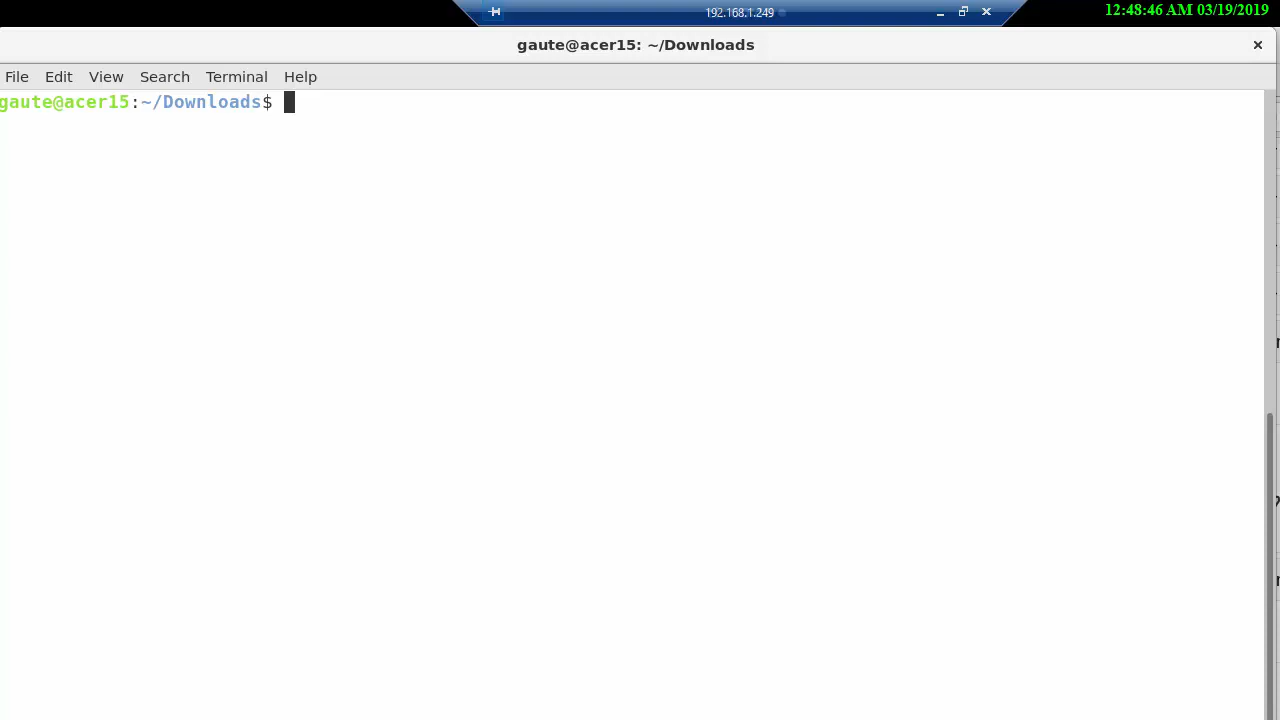 192.168.1.249
12:48:46 AM 03/19/2019
gaute@acer15: ~/Downloads
File Edit View Search Terminal Help
gaute@acer15:~/Downloads$